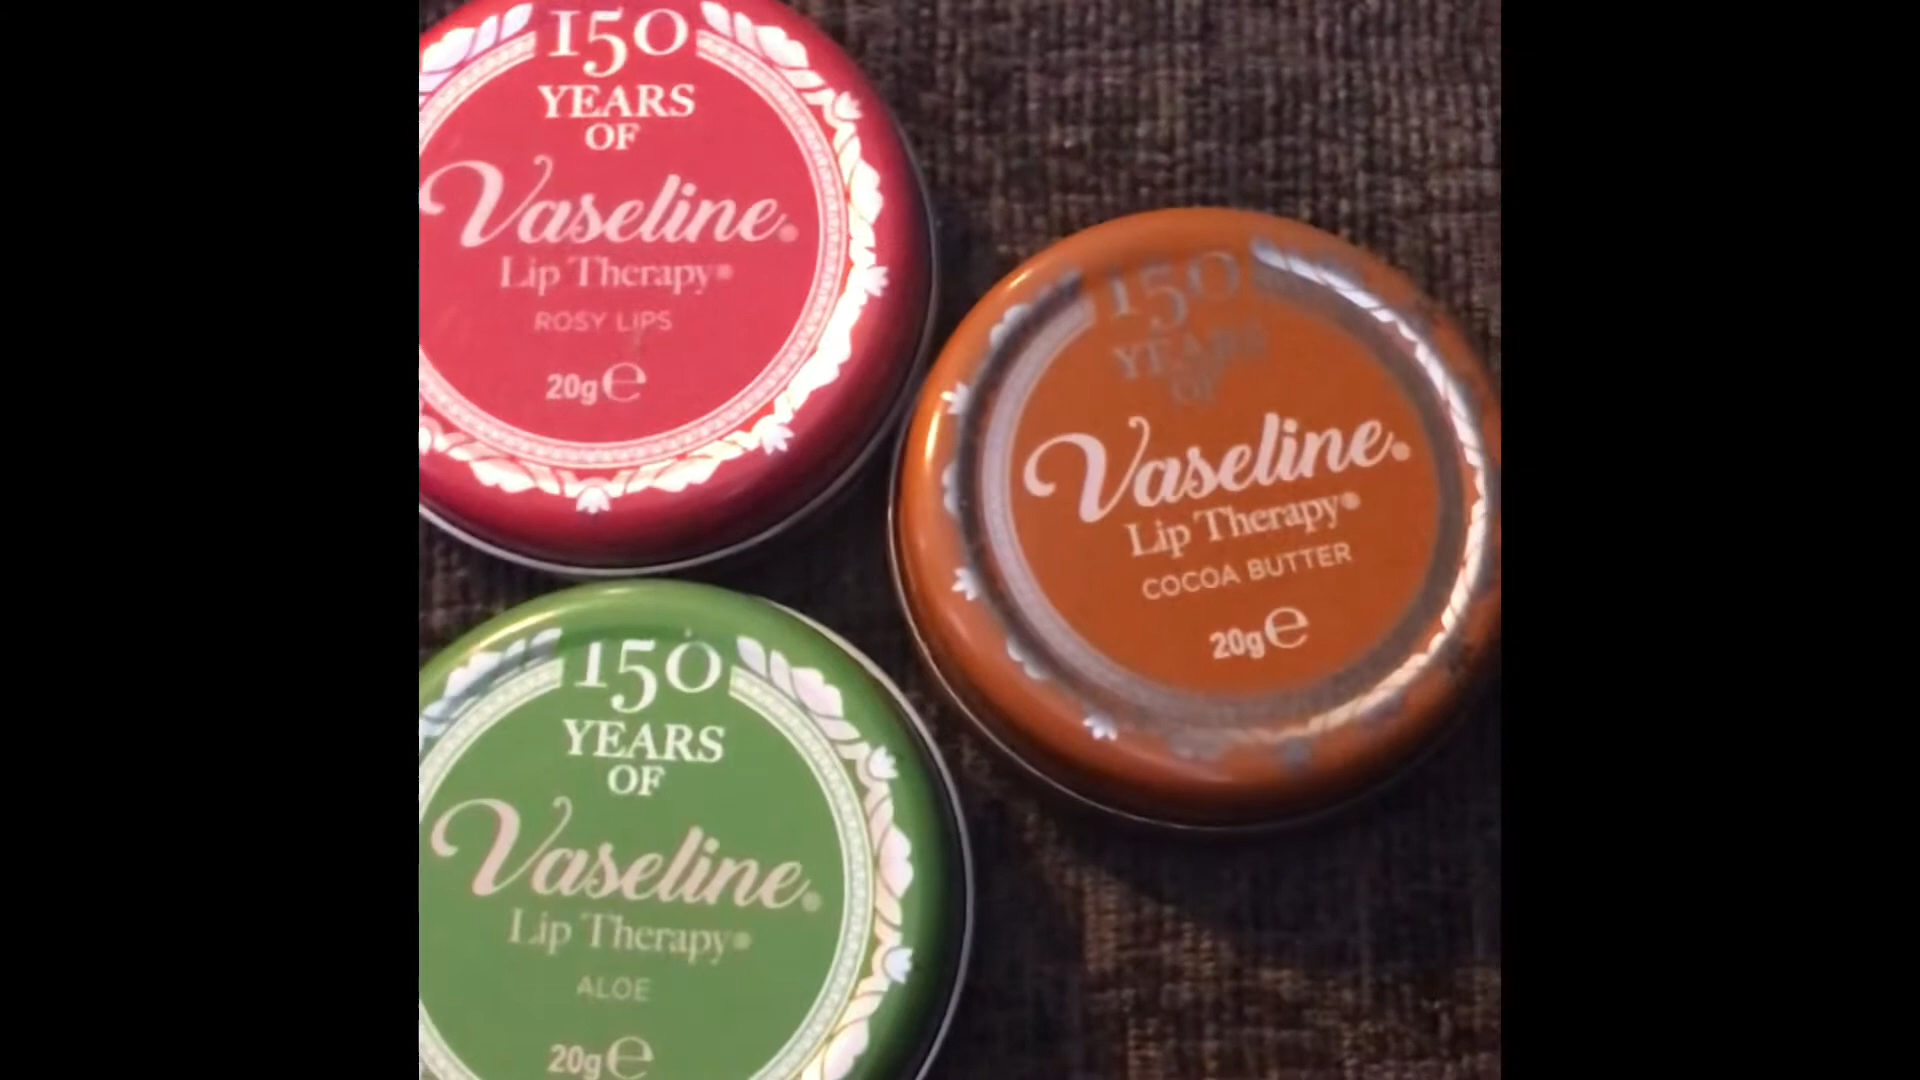 150
YEARS
OF
Vaseline®
Lip Therapy®
ROSY LIPS
20g℮
150
YEARS
OF
Vaseline®
Lip Therapy®
COCOA BUTTER
20g℮
150
YEARS
OF
Vaseline®
Lip Therapy®
ALOE
20g℮